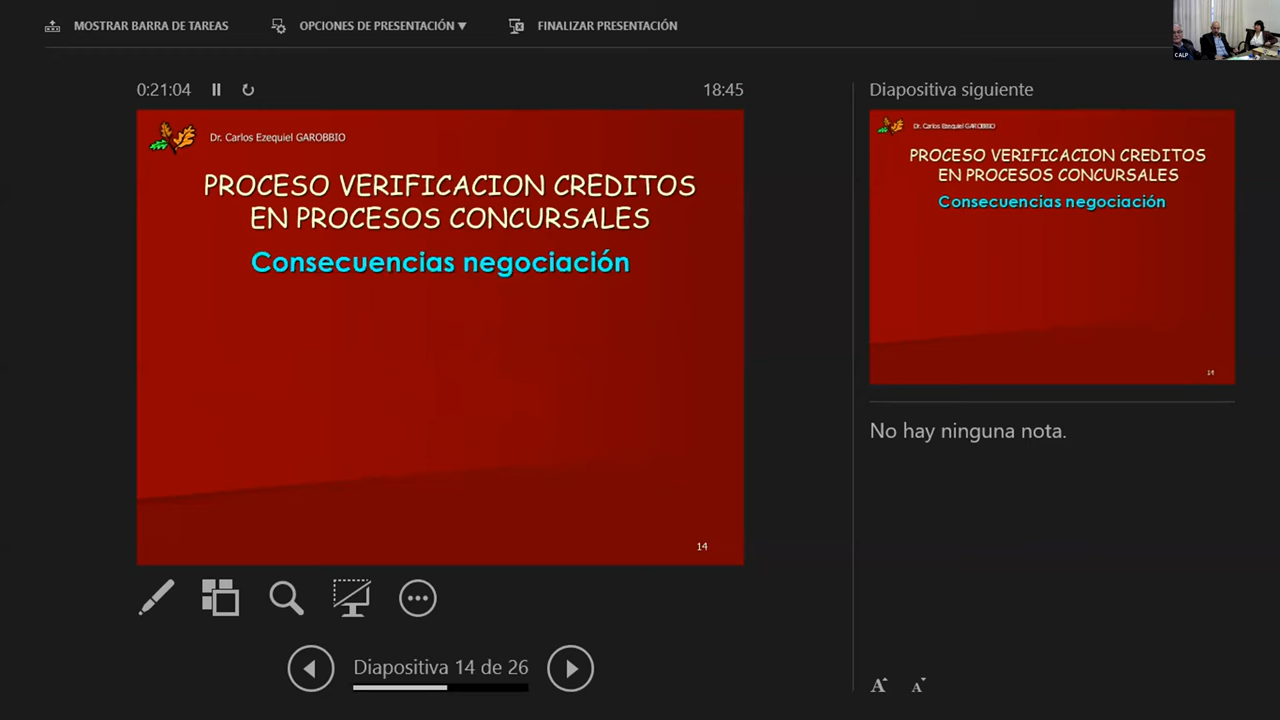 MOSTRAR BARRA DE TAREAS
OPCIONES DE PRESENTACIÓN ▼
FINALIZAR PRESENTACIÓN
CALP
0:21:04
18:45
Dr. Carlos Ezequiel GAROBBIO
PROCESO VERIFICACION CREDITOS
EN PROCESOS CONCURSALES
Consecuencias negociación
14
Diapositiva 14 de 26
Diapositiva siguiente
Dr. Carlos Ezequiel GAROBBIO
PROCESO VERIFICACION CREDITOS
EN PROCESOS CONCURSALES
Consecuencias negociación
14
No hay ninguna nota.
A A